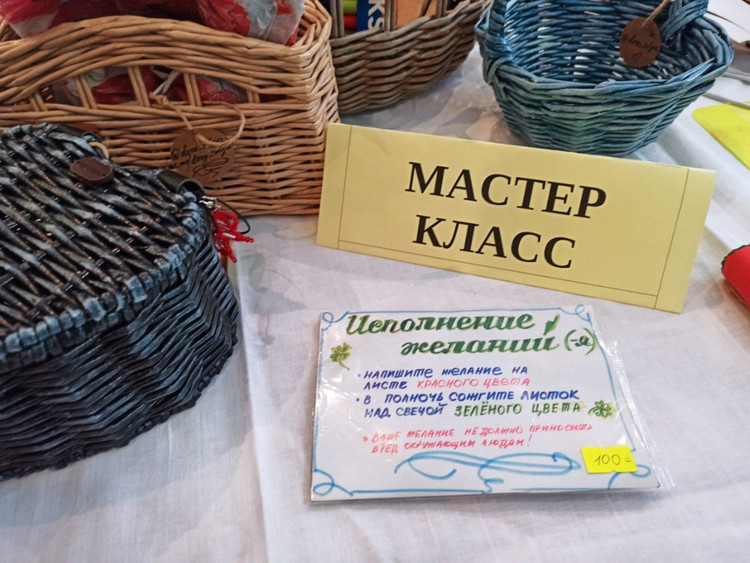 МАСТЕР
КЛАСС
Исполнение
желаний (-я)
• НАПИШИТЕ ЖЕЛАНИЕ НА
ЛИСТЕ КРАСНОГО ЦВЕТА
• В ПОЛНОЧЬ СОЖГИТЕ ЛИСТОК
НАД СВЕЧОЙ ЗЕЛЁНОГО ЦВЕТА
* ВАШЕ ЖЕЛАНИЕ НЕ ДОЛЖНО ПРИНОСИТЬ
ВРЕД ОКРУЖАЮЩИМ ЛЮДЯМ!
100=